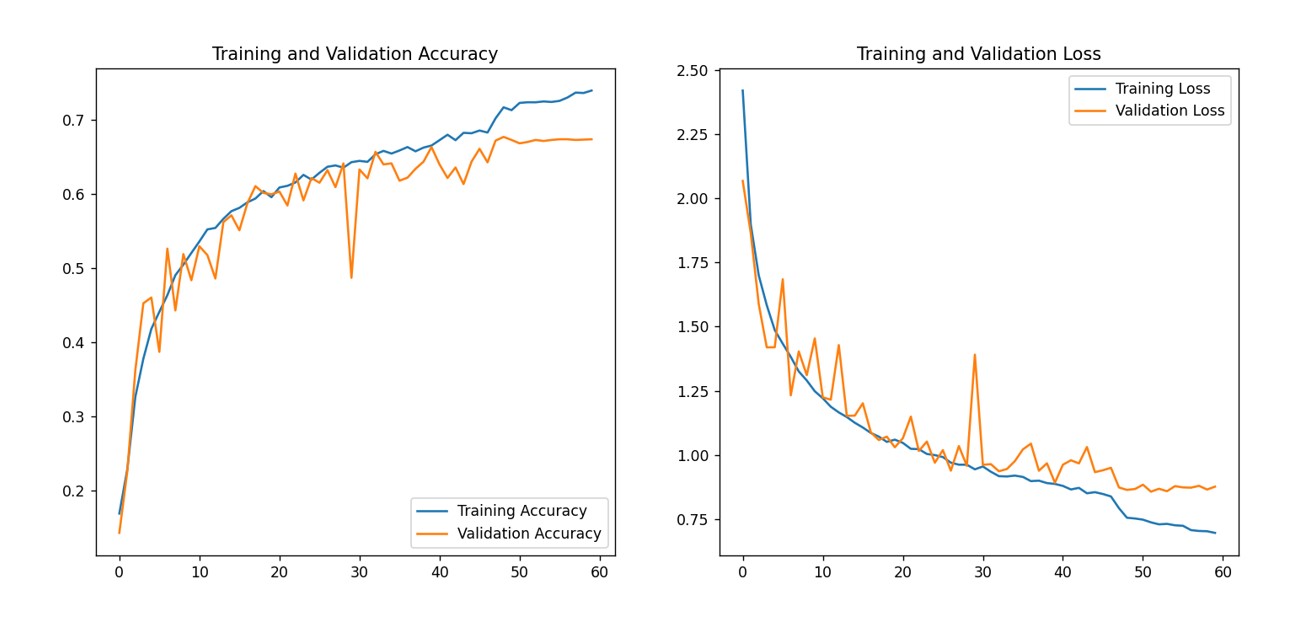 Training and Validation Accuracy
0.7
0.6
0.5
0.4
0.3
0.2
Training Accuracy
Validation Accuracy
0 10 20 30 40 50 60
Training and Validation Loss
2.50
2.25
2.00
1.75
1.50
1.25
1.00
0.75
Training Loss
Validation Loss
0 10 20 30 40 50 60